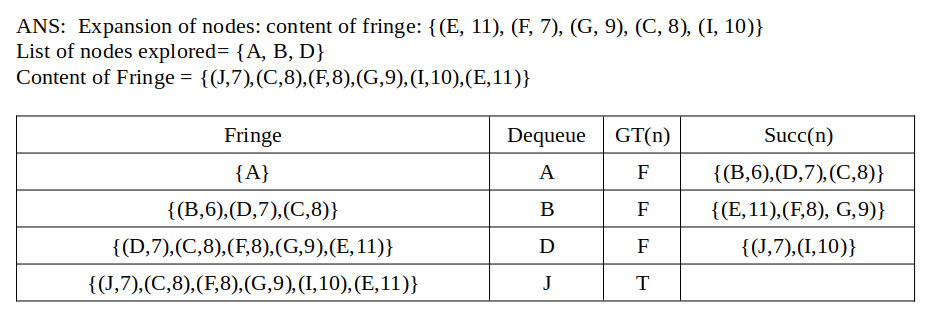 ANS:  Expansion of nodes: content of fringe: {(E, 11), (F, 7), (G, 9), (C, 8), (I, 10)}
List of nodes explored= {A, B, D}
Content of Fringe = {(J,7),(C,8),(F,8),(G,9),(I,10),(E,11)}
Fringe Dequeue GT(n) Succ(n)
{A} A F {(B,6),(D,7),(C,8)}
{(B,6),(D,7),(C,8)} B F {(E,11),(F,8), G,9)}
{(D,7),(C,8),(F,8),(G,9),(E,11)} D F {(J,7),(I,10)}
{(J,7),(C,8),(F,8),(G,9),(I,10),(E,11)} J T